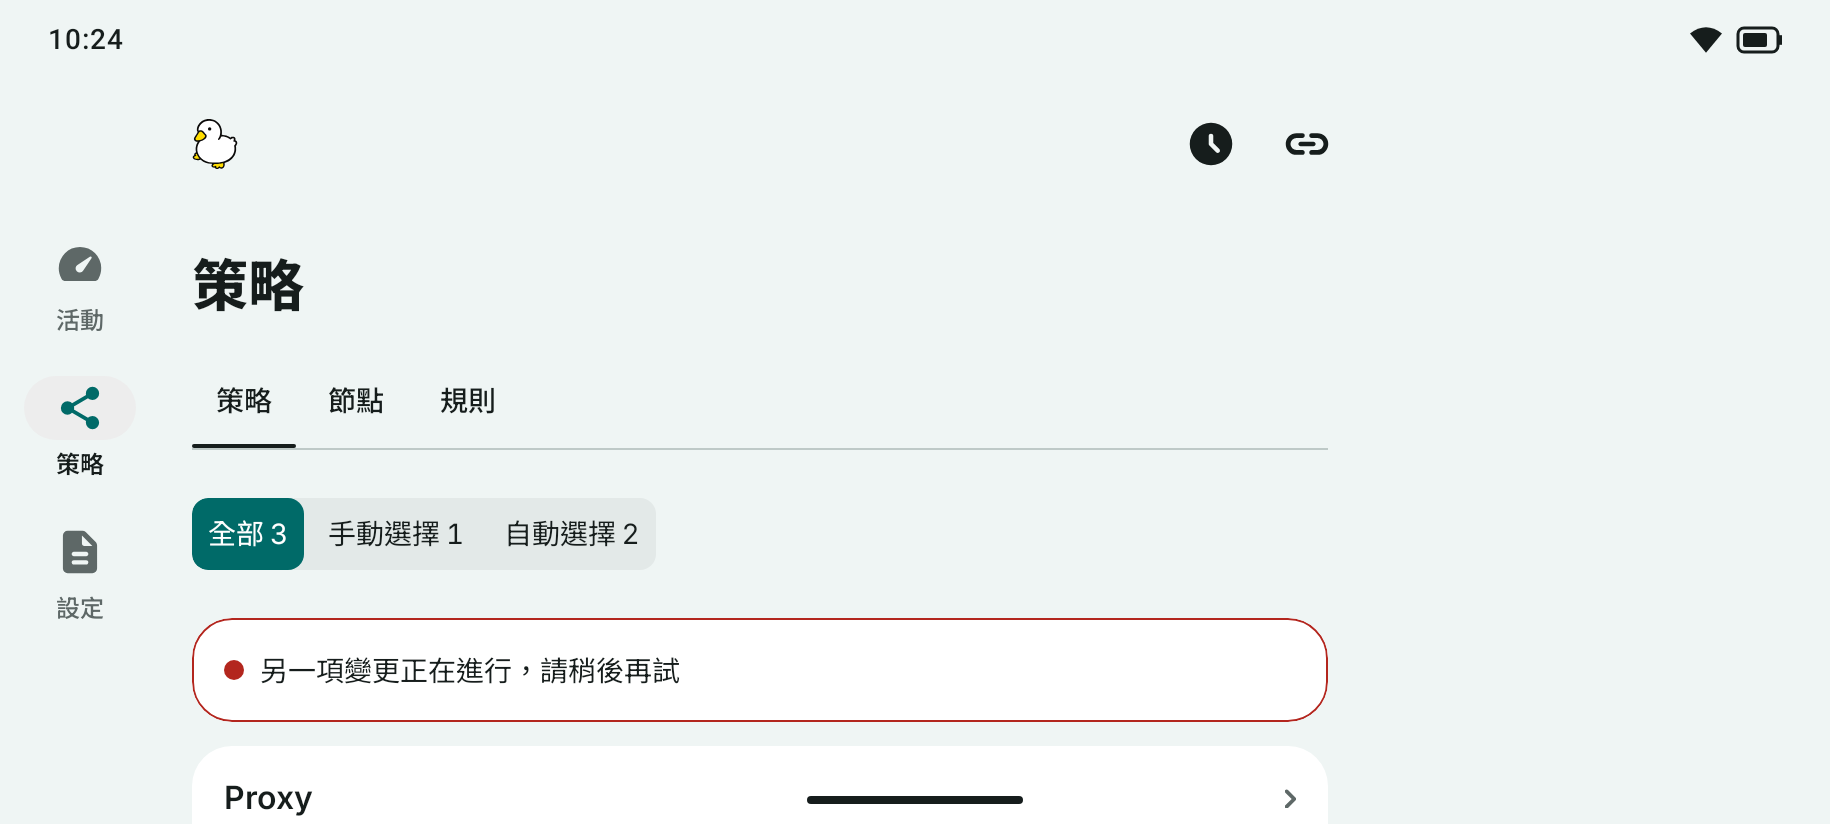 10:24
活動
策略
設定
策略
策略 節點 規則
全部 3 手動選擇 1 自動選擇 2
另一項變更正在進行，請稍後再試
Proxy